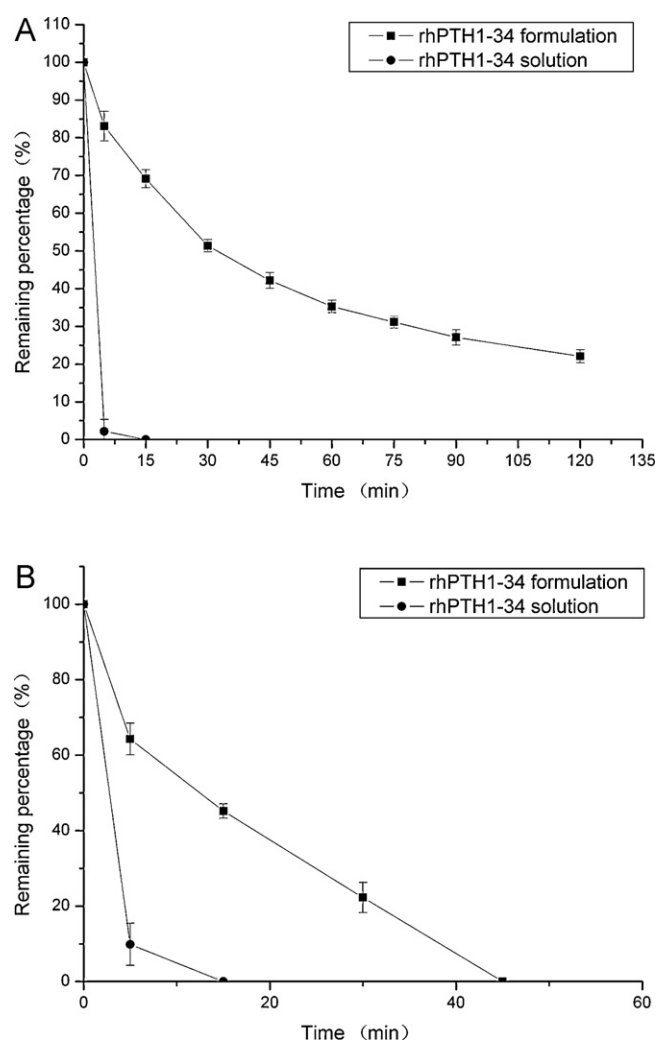 A
110
100
90
80
70
60
50
40
30
20
10
0
Remaining percentage (%)
rhPTH1-34 formulation
rhPTH1-34 solution
0 15 30 45 60 75 90 105 120 135
Time (min)
B
100
80
60
40
20
0
Remaining percentage (%)
rhPTH1-34 formulation
rhPTH1-34 solution
0 20 40 60
Time (min)